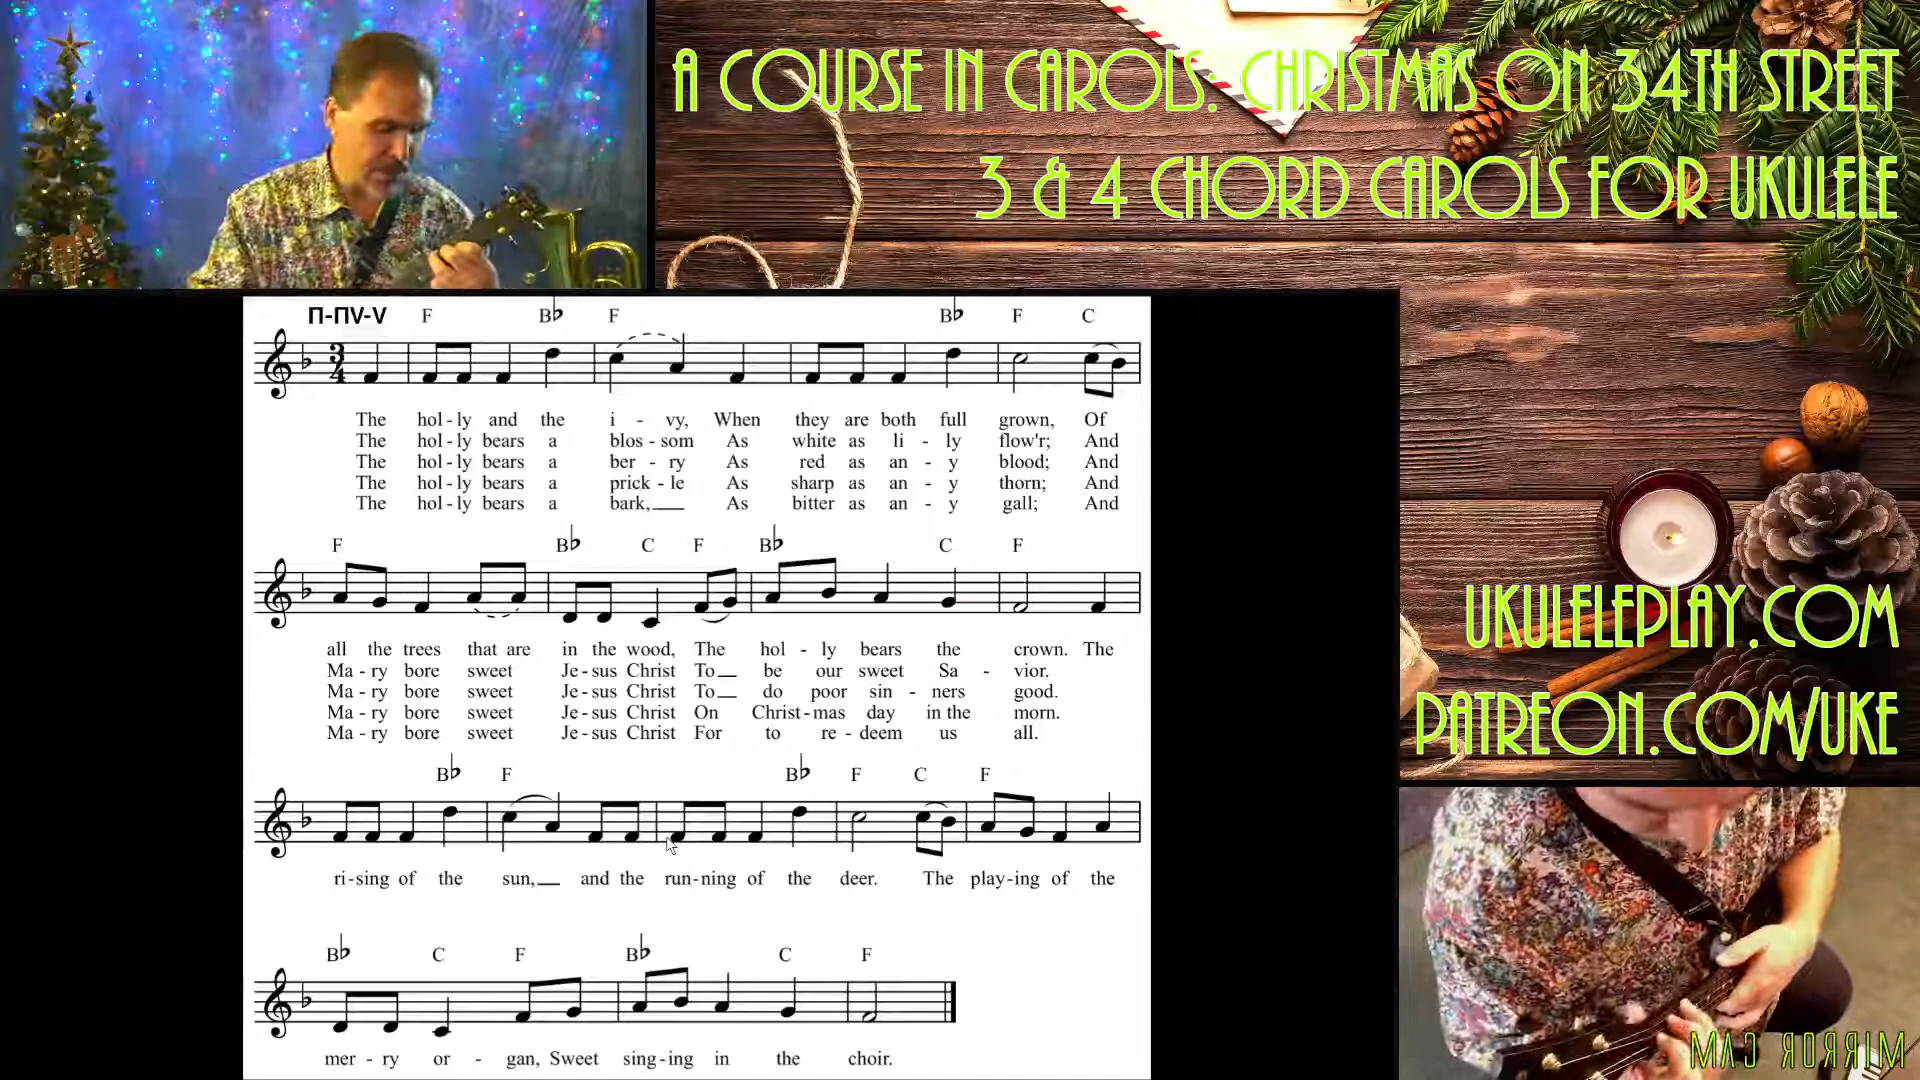 A COURSE IN CAROLS: CHRISTMAS ON 34TH STREET
3 & 4 CHORD CAROLS FOR UKULELE
П-ПV-V F B♭ F B♭ F C
3
4
The hol - ly and the i - vy, When they are both full grown, Of
The hol - ly bears a blos - som As white as li - ly flow'r; And
The hol - ly bears a ber - ry As red as an - y blood; And
The hol - ly bears a prick - le As sharp as an - y thorn; And
The hol - ly bears a bark, As bitter as an - y gall; And
F B♭ C F B♭ C F
all the trees that are in the wood, The hol - ly bears the crown. The
Ma - ry bore sweet Je - sus Christ To be our sweet Sa - vior.
Ma - ry bore sweet Je - sus Christ To do poor sin - ners good.
Ma - ry bore sweet Je - sus Christ On Christ - mas day in the morn.
Ma - ry bore sweet Je - sus Christ For to re - deem us all.
B♭ F B♭ F C F
ri - sing of the sun, and the run - ning of the deer. The play - ing of the
B♭ C F B♭ C F
mer - ry or - gan, Sweet sing - ing in the choir.
UKULELEPLAY.COM
PATREON.COM/UKE
MIRROR CAM